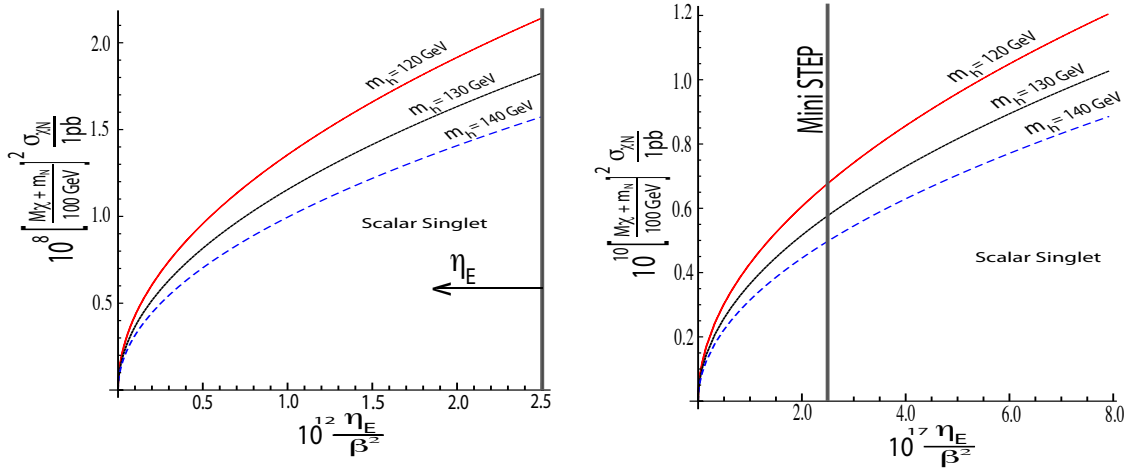 2.0
1.5
1.0
0.5
0.5 1.0 1.5 2.0 2.5
10^8 [ (Mχ + m_N) / (100 GeV) ]^2 σ_χN / 1pb
m_h = 120 GeV
m_h = 130 GeV
m_h = 140 GeV
Scalar Singlet
η_E
10^12 η_E / β^2
1.2
1.0
0.8
0.6
0.4
0.2
2.0 4.0 6.0 8.0
10^10 [ (Mχ + m_N) / (100 GeV) ]^2 σ_χN / 1pb
Mini STEP
m_h = 120 GeV
m_h = 130 GeV
m_h = 140 GeV
Scalar Singlet
10^17 η_E / β^2